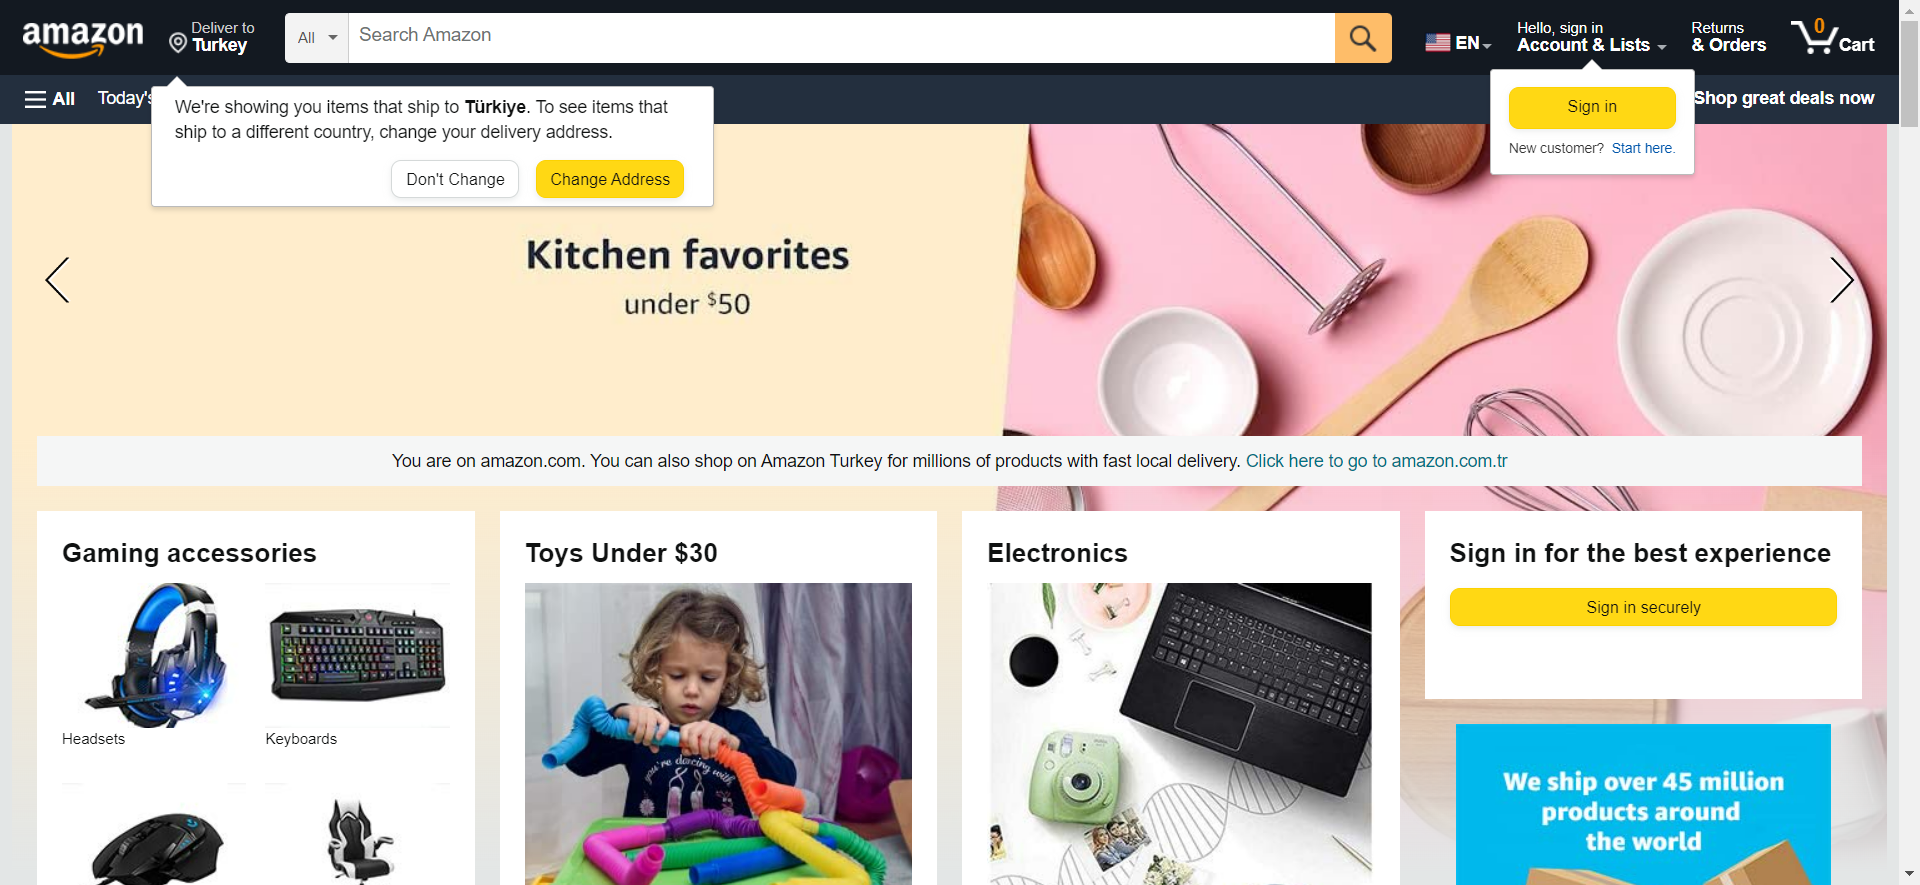 amazon
Deliver to
Turkey
All
Search Amazon
EN
Hello, sign in
Account & Lists
Returns
& Orders
0
Cart
All
Today's
Shop great deals now
We're showing you items that ship to Türkiye. To see items that
ship to a different country, change your delivery address.
Don't Change
Change Address
Sign in
New customer? Start here.
Kitchen favorites
under $50
You are on amazon.com. You can also shop on Amazon Turkey for millions of products with fast local delivery. Click here to go to amazon.com.tr
Gaming accessories
Headsets
Keyboards
Toys Under $30
you're dancing with
Electronics
Sign in for the best experience
Sign in securely
We ship over 45 million
products around
the world